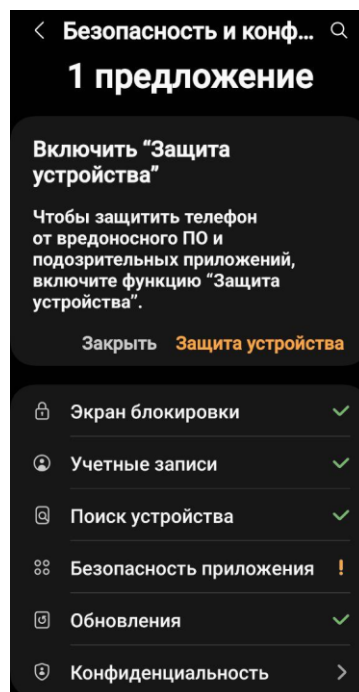 Безопасность и конф...
1 предложение
Включить “Защита
устройства”
Чтобы защитить телефон
от вредоносного ПО и
подозрительных приложений,
включите функцию “Защита
устройства”.
Закрыть Защита устройства
Экран блокировки
Учетные записи
Поиск устройства
Безопасность приложения
Обновления
Конфиденциальность